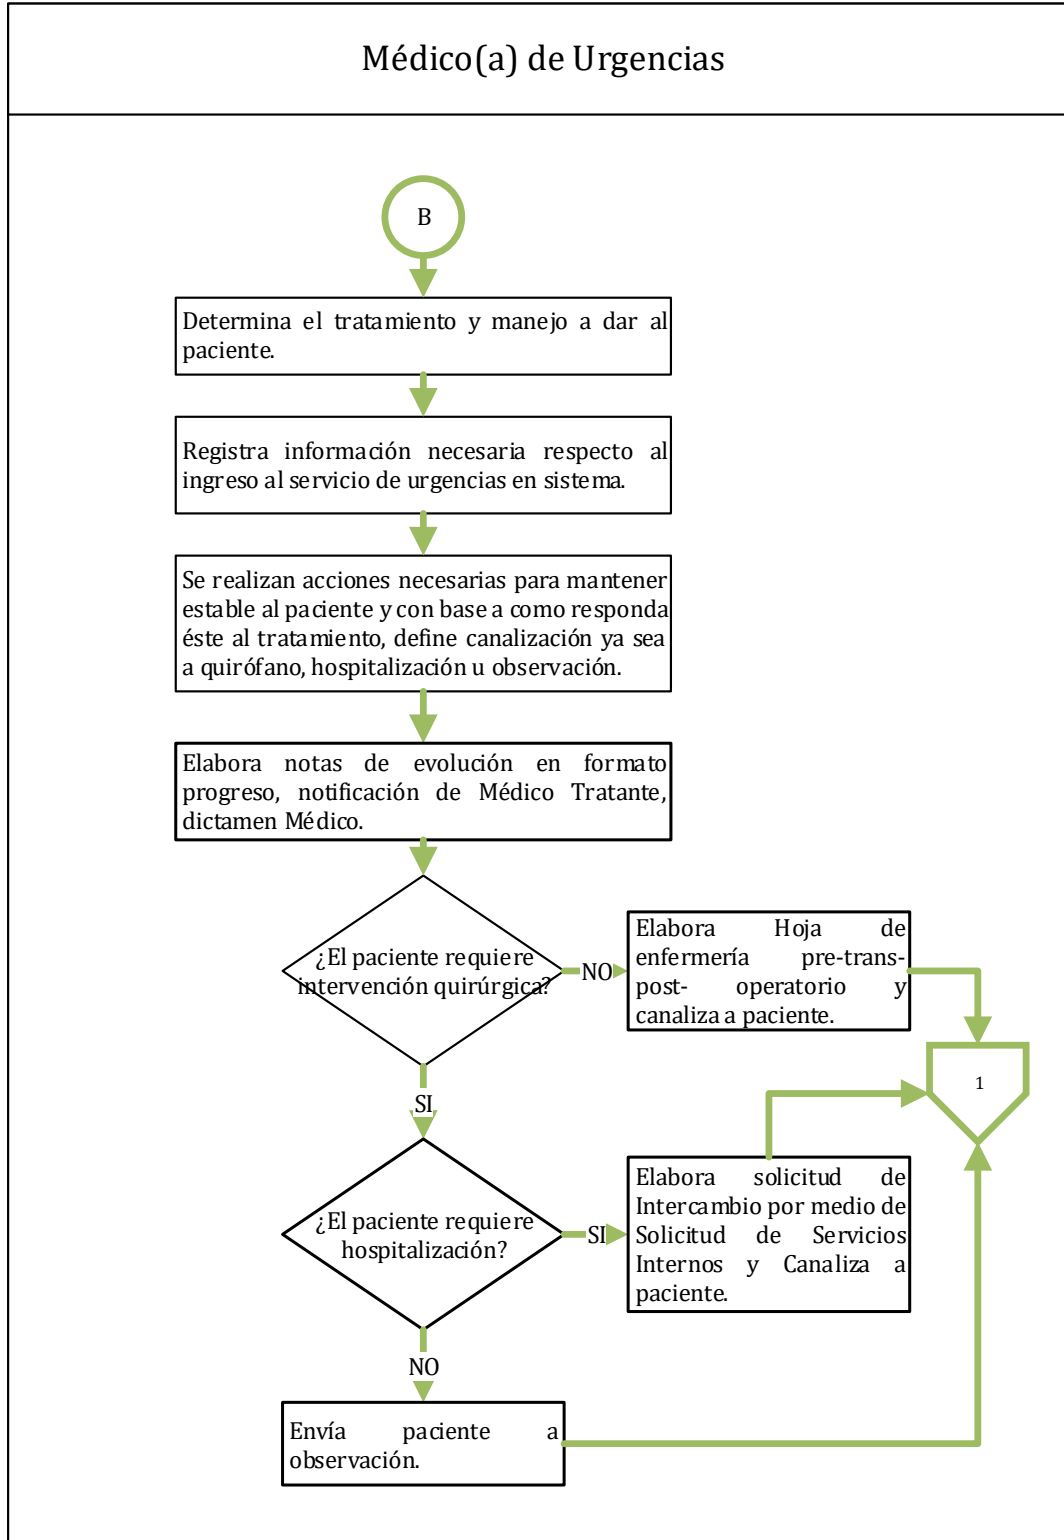 Médico(a) de Urgencias
B
Determina el tratamiento y manejo a dar al
paciente.
Registra información necesaria respecto al
ingreso al servicio de urgencias en sistema.
Se realizan acciones necesarias para mantener
estable al paciente y con base a como responda
éste al tratamiento, define canalización ya sea
a quirófano, hospitalización u observación.
Elabora notas de evolución en formato
progreso, notificación de Médico Tratante,
dictamen Médico.
¿El paciente requiere
intervención quirúrgica?
NO
Elabora Hoja de
enfermería pre-trans-
post- operatorio y
canaliza a paciente.
1
SI
¿El paciente requiere
hospitalización?
SI
Elabora solicitud de
Intercambio por medio de
Solicitud de Servicios
Internos y Canaliza a
paciente.
NO
Envía paciente a
observación.